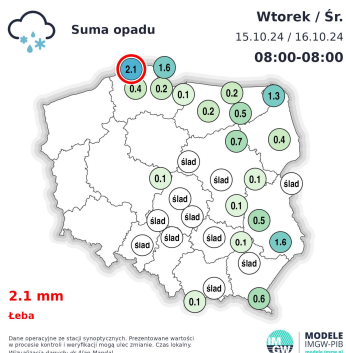 Suma opadu
Wtorek / Śr.
15.10.24 / 16.10.24
08:00-08:00
2.1
1.6
0.4
0.2
0.1
0.2
1.3
0.2
0.5
0.7
0.4
ślad
0.1
ślad
0.1
ślad
ślad
0.1
ślad
ślad
0.5
ślad
ślad
ślad
0.1
1.6
ślad
ślad
0.1
0.6
2.1 mm
Łeba
Dane operacyjne ze stacji synoptycznych. Prezentowane wartości
w procesie kontroli i weryfikacji mogą ulec zmianie. Czas lokalny.
IM
GW
MODELE
IMGW-PIB